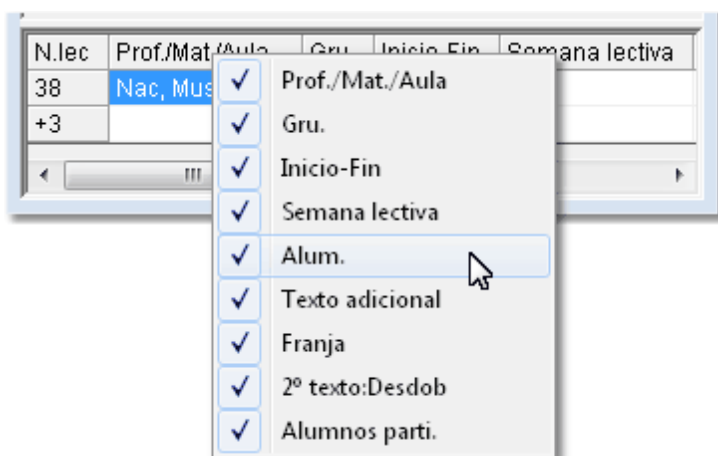 N.lec Prof./Mat./Aula Gru. Inicio-Fin Semana lectiva
38 Nac, Mus
+3
Prof./Mat./Aula
Gru.
Inicio-Fin
Semana lectiva
Alum.
Texto adicional
Franja
2º texto:Desdob
Alumnos parti.